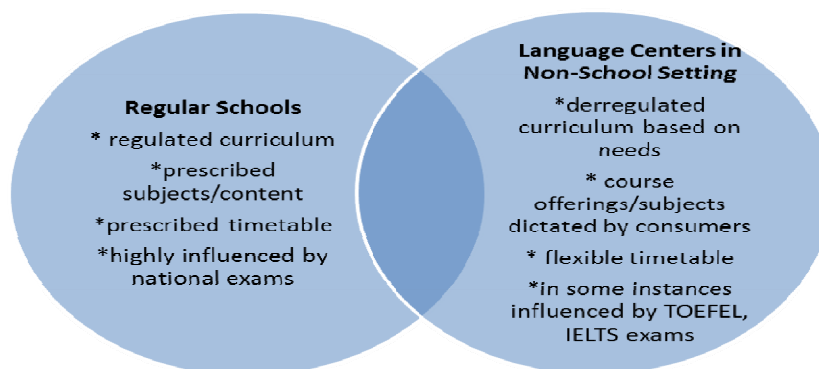 Regular Schools
* regulated curriculum
*prescribed
subjects/content
*prescribed timetable
*highly influenced by
national exams
Language Centers in
Non-School Setting
*derregulated
curriculum based on
needs
* course
offerings/subjects
dictated by consumers
* flexible timetable
*in some instances
influenced by TOEFEL,
IELTS exams